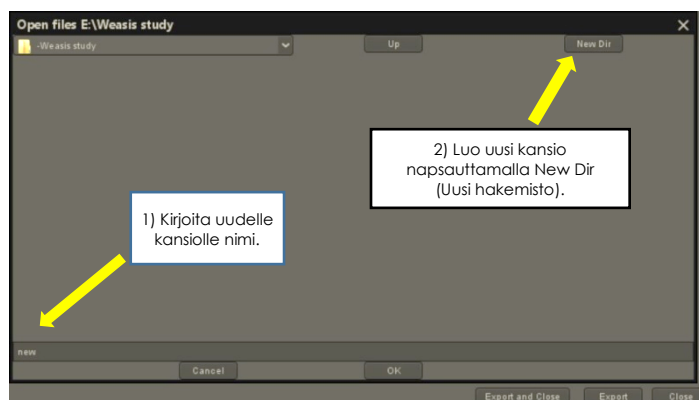 Open files E:\Weasis study
-Weasis study
Up
New Dir
2) Luo uusi kansio
napsauttamalla New Dir
(Uusi hakemisto).
1) Kirjoita uudelle
kansiolle nimi.
new
Cancel
OK
Export and Close
Export
Close